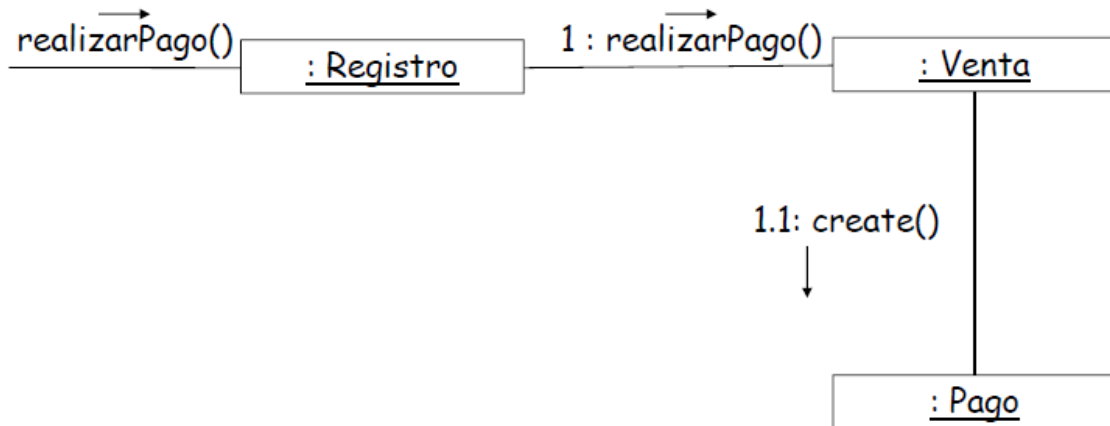 realizarPago()
: Registro
1 : realizarPago()
: Venta
1.1: create()
: Pago